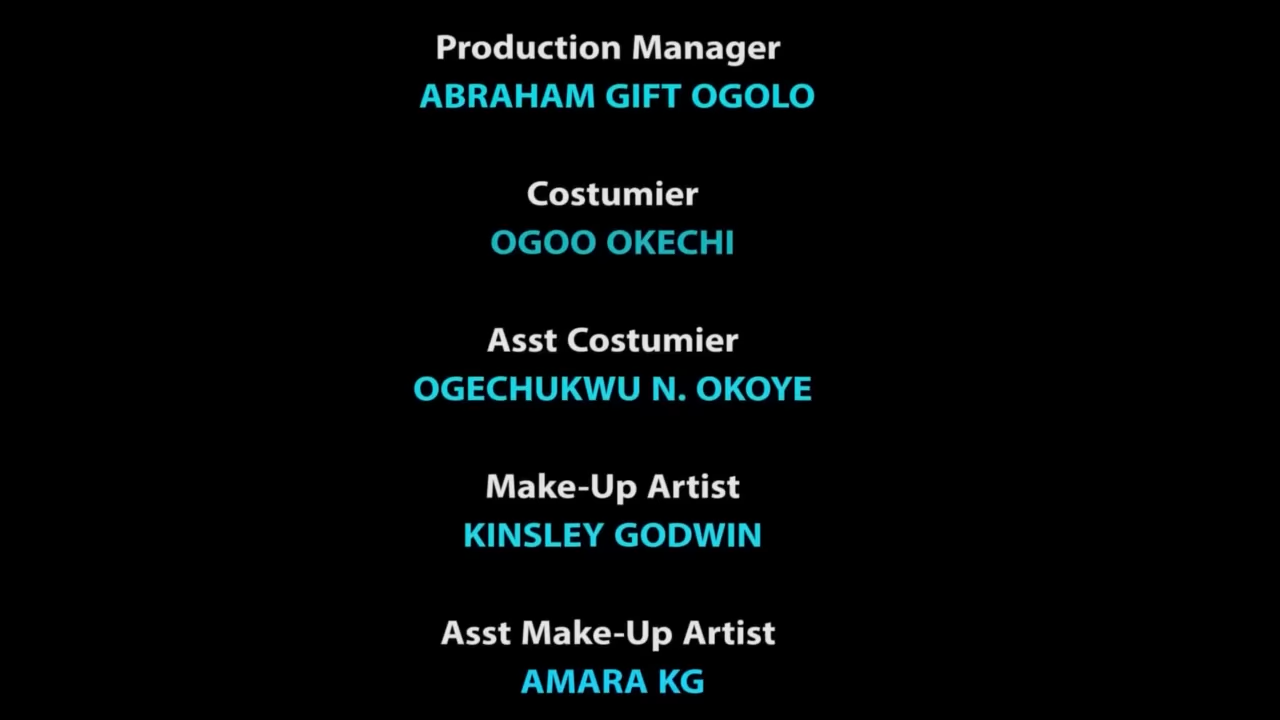 Production Manager
ABRAHAM GIFT OGOLO
Costumier
OGOO OKECHI
Asst Costumier
OGECHUKWU N. OKOYE
Make-Up Artist
KINSLEY GODWIN
Asst Make-Up Artist
AMARA KG